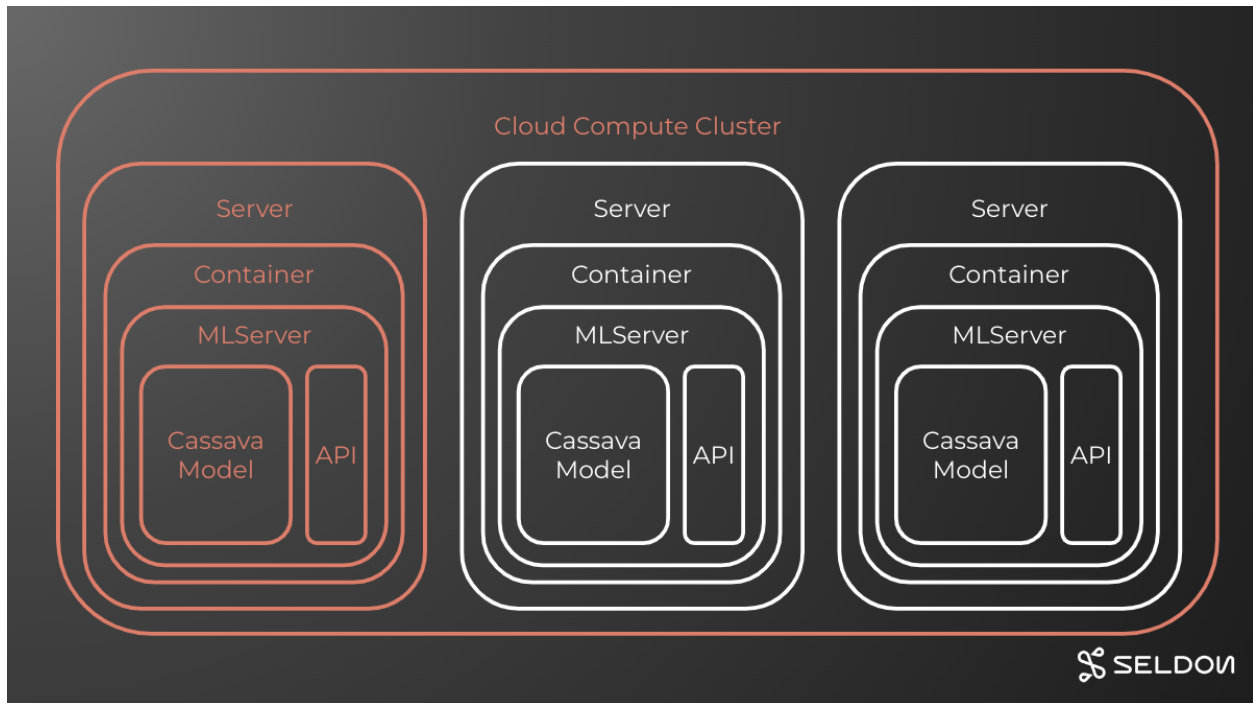 Cloud Compute Cluster
Server
Container
MLServer
Cassava
Model
API
Server
Container
MLServer
Cassava
Model
API
Server
Container
MLServer
Cassava
Model
API
SELDON